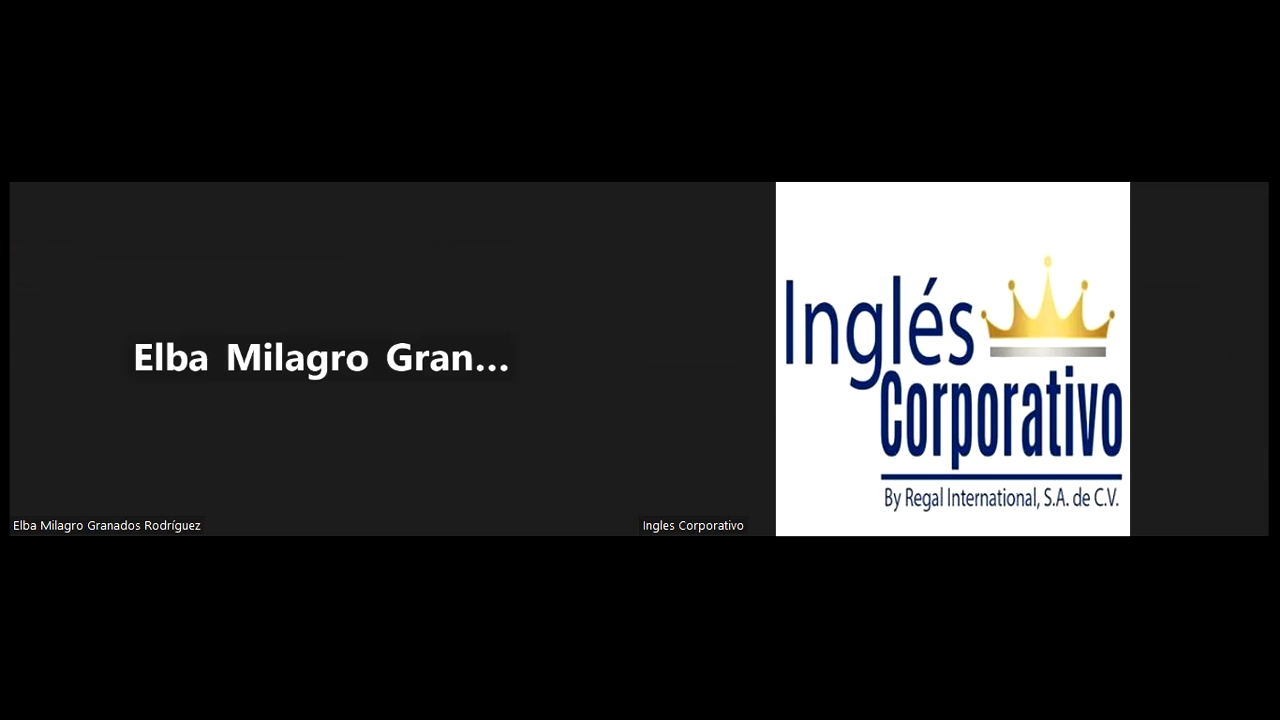 Elba Milagro Gran...
Elba Milagro Granados Rodríguez
Inglés
Corporativo
By Regal International, S.A. de C.V.
Ingles Corporativo